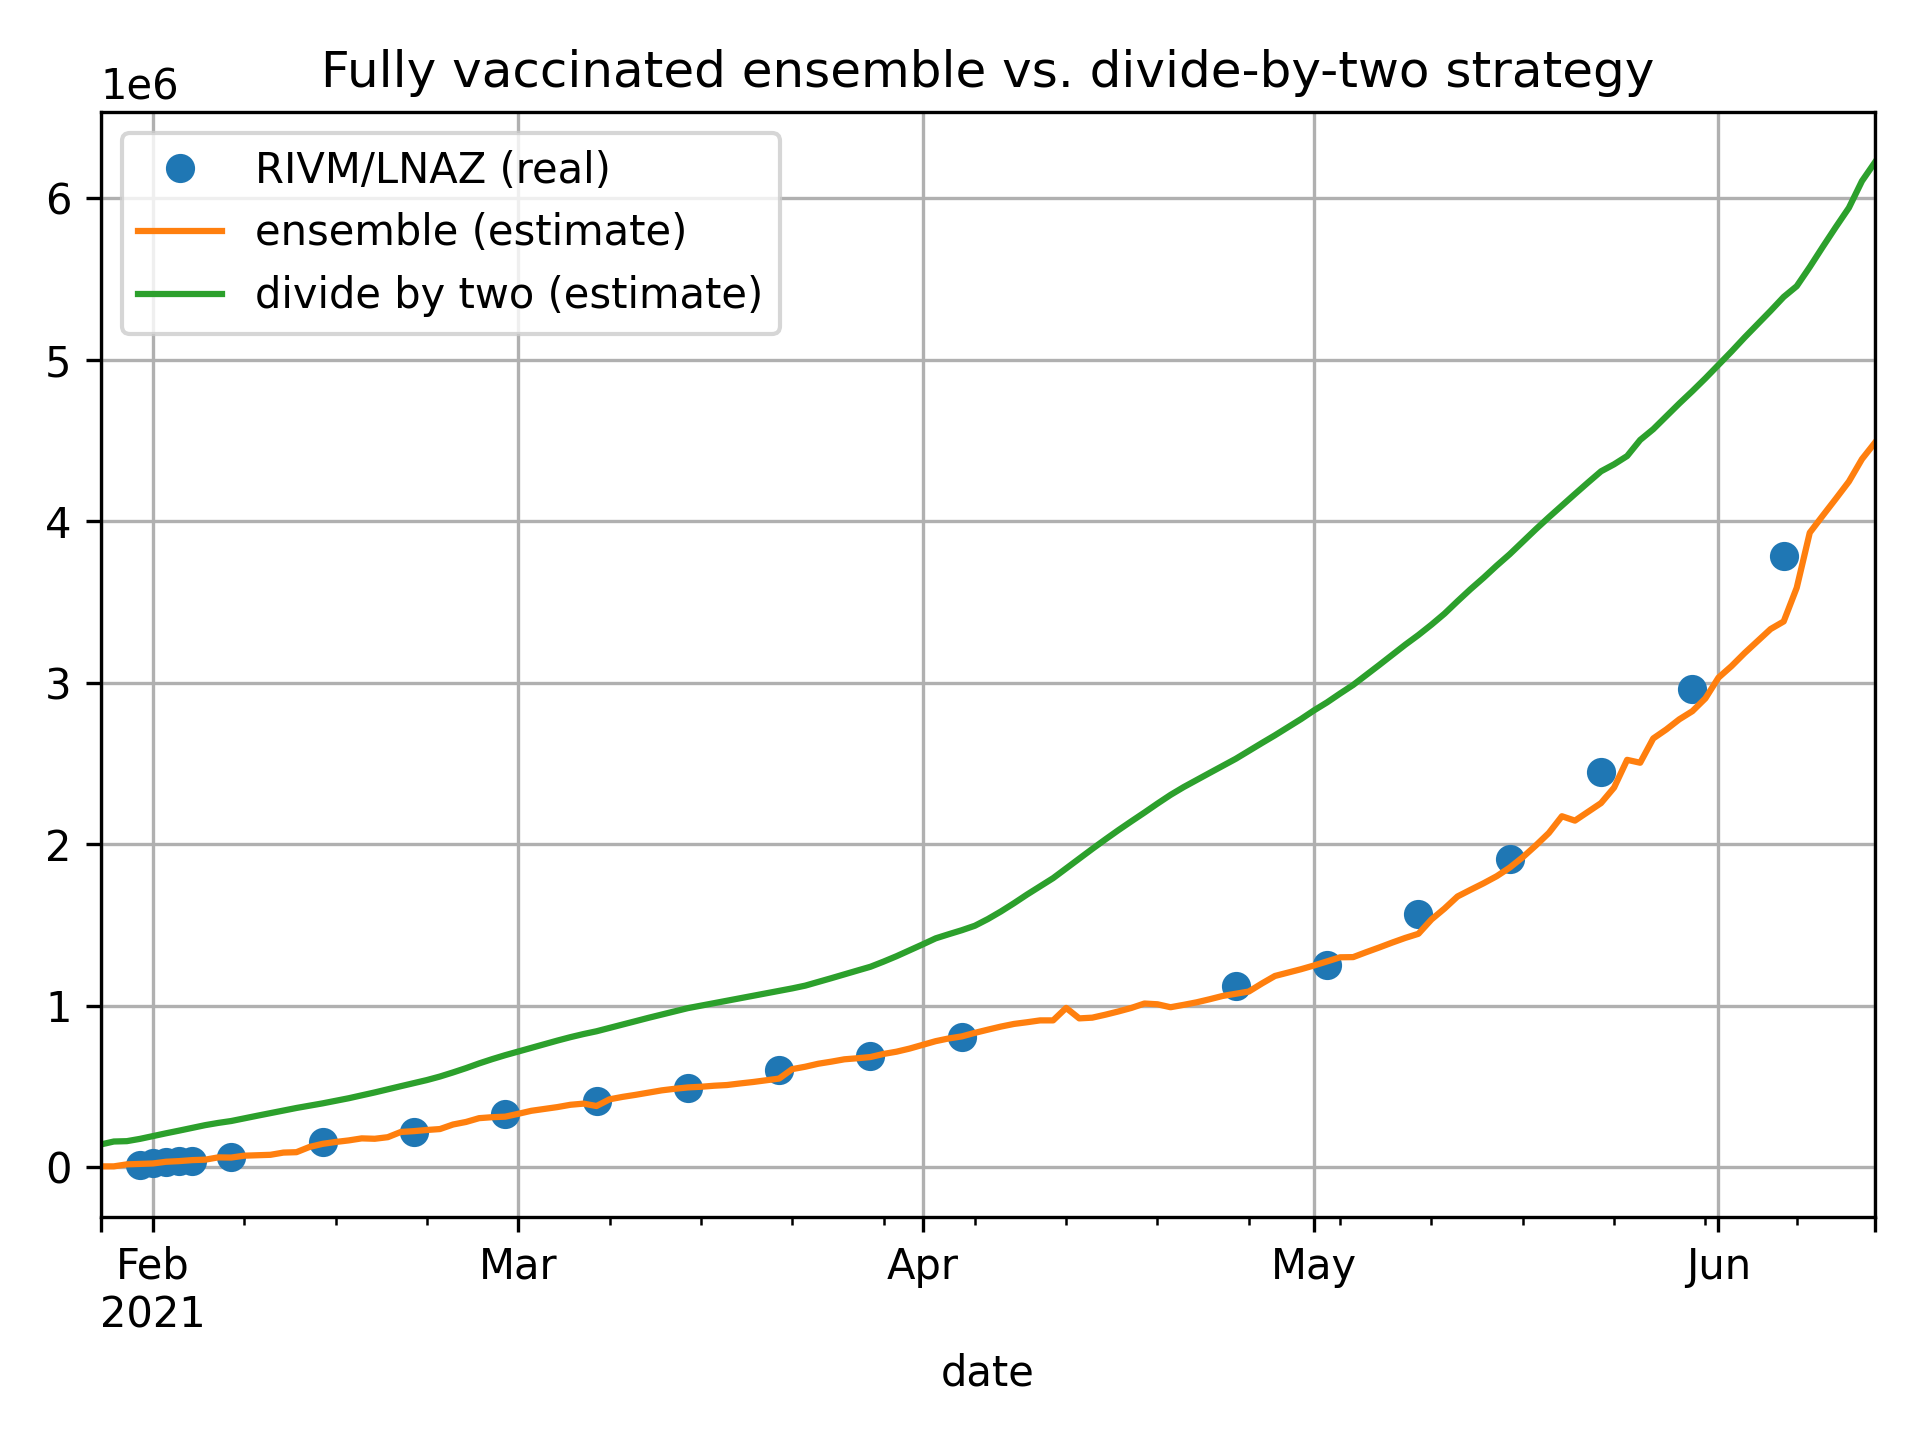 Fully vaccinated ensemble vs. divide-by-two strategy
1e6
RIVM/LNAZ (real)
ensemble (estimate)
divide by two (estimate)
6
5
4
3
2
1
0
Feb Mar Apr May Jun
2021
date